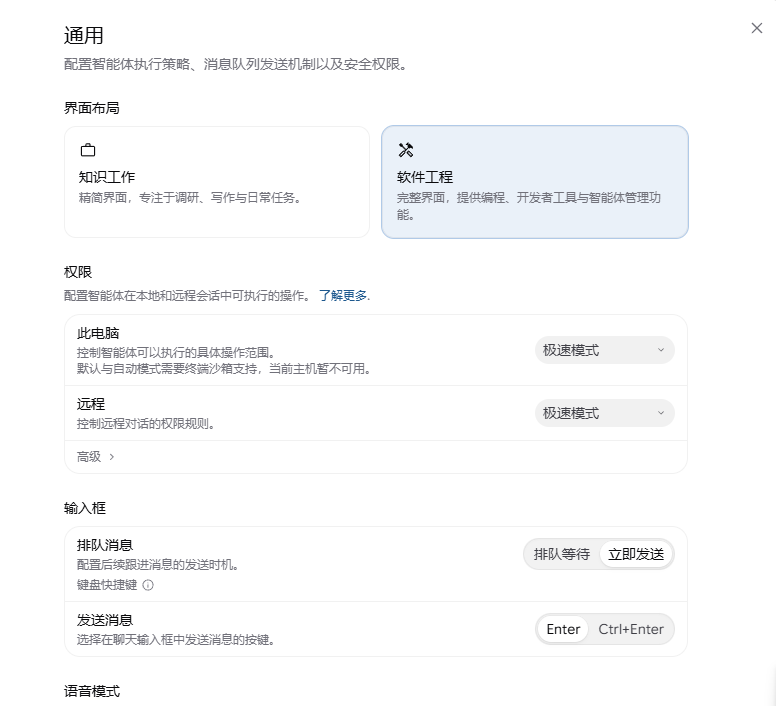 通用
配置智能体执行策略、消息队列发送机制以及安全权限。
界面布局
知识工作
精简界面，专注于调研、写作与日常任务。
软件工程
完整界面，提供编程、开发者工具与智能体管理功
能。
权限
配置智能体在本地和远程会话中可执行的操作。 了解更多.
此电脑
控制智能体可以执行的具体操作范围。
默认与自动模式需要终端沙箱支持，当前主机暂不可用。
极速模式
远程
控制远程对话的权限规则。
极速模式
高级
输入框
排队消息
配置后续跟进消息的发送时机。
键盘快捷键
排队等待 立即发送
发送消息
选择在聊天输入框中发送消息的按键。
Enter Ctrl+Enter
语音模式